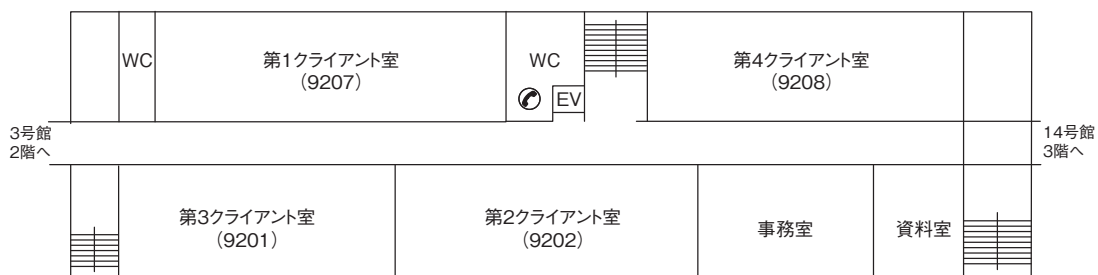 WC
第1クライアント室
(9207)
WC
EV
第4クライアント室
(9208)
3号館
2階へ
14号館
3階へ
第3クライアント室
(9201)
第2クライアント室
(9202)
事務室
資料室